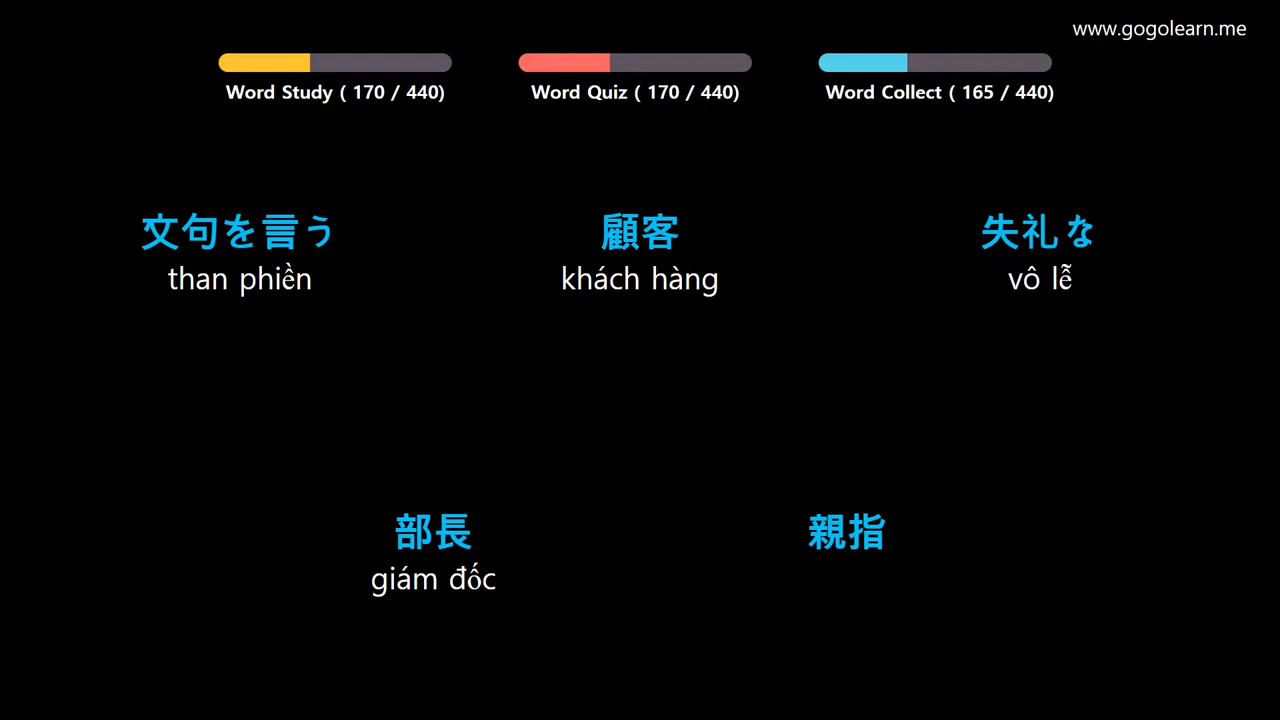 www.gogolearn.me
Word Study ( 170 / 440)
Word Quiz ( 170 / 440)
Word Collect ( 165 / 440)
文句を言う
than phiền
顧客
khách hàng
失礼な
vô lễ
部長
giám đốc
親指